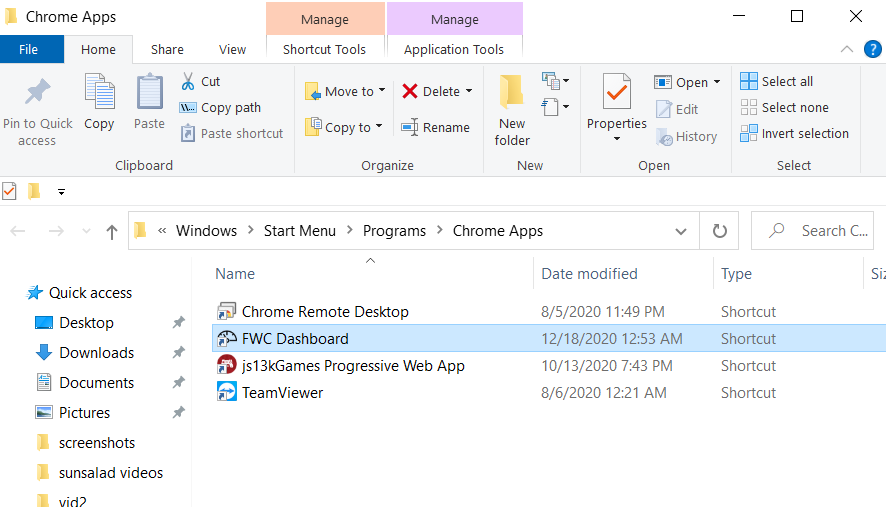 Chrome Apps
Manage
Manage
File
Home
Share
View
Shortcut Tools
Application Tools
Pin to Quick access
Copy
Paste
Cut
Copy path
Paste shortcut
Move to
Copy to
Delete
Rename
New folder
Properties
Open
Edit
History
Select all
Select none
Invert selection
Clipboard
Organize
New
Open
Select
« Windows > Start Menu > Programs > Chrome Apps
Search C...
Name
Date modified
Type
Siz
Quick access
Desktop
Downloads
Documents
Pictures
screenshots
sunsalad videos
vid2
Chrome Remote Desktop 8/5/2020 11:49 PM Shortcut
FWC Dashboard 12/18/2020 12:53 AM Shortcut
js13kGames Progressive Web App 10/13/2020 7:43 PM Shortcut
TeamViewer 8/6/2020 12:21 AM Shortcut